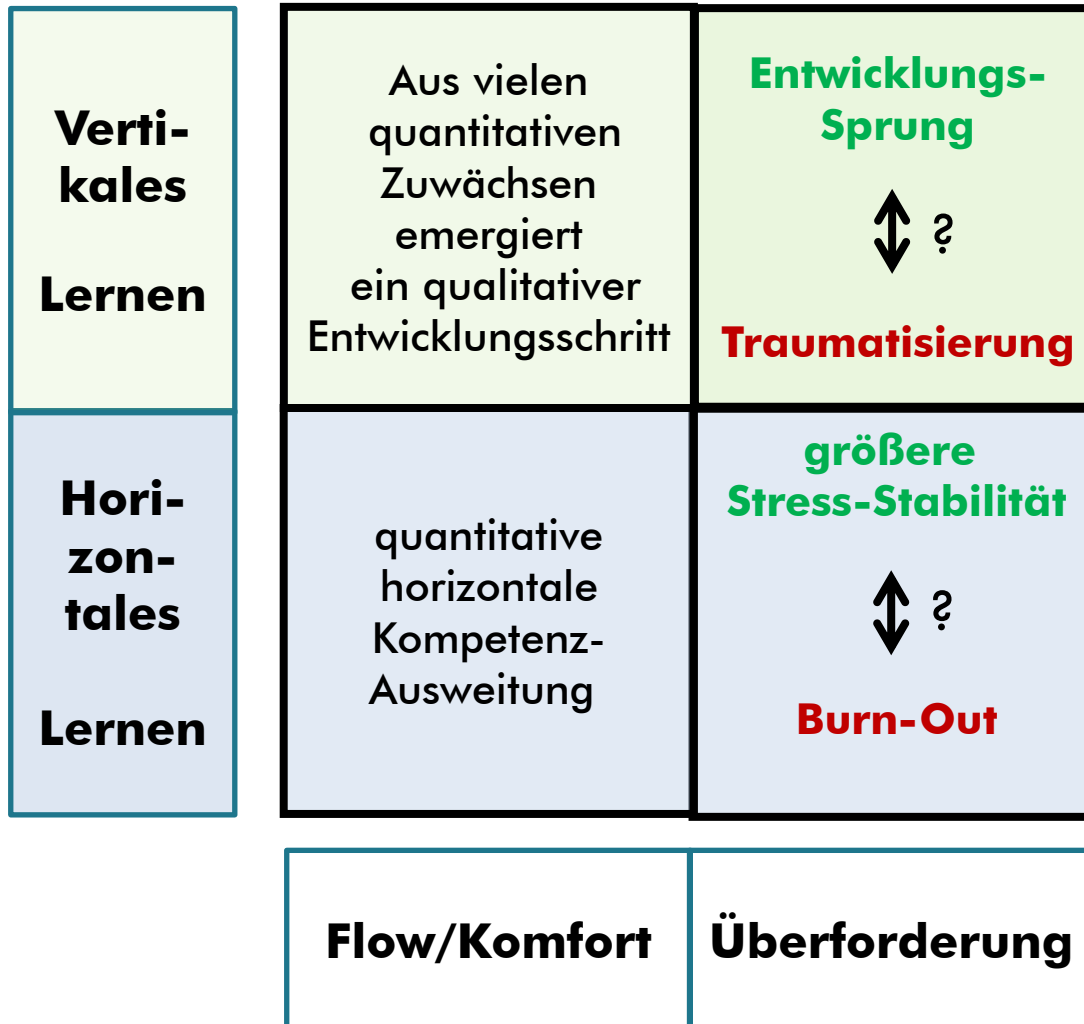 Verti-
kales
Lernen
Aus vielen
quantitativen
Zuwächsen
emergiert
ein qualitativer
Entwicklungsschritt
Entwicklungs-
Sprung
?
Traumatisierung
Hori-
zon-
tales
Lernen
quantitative
horizontale
Kompetenz-
Ausweitung
größere
Stress-Stabilität
?
Burn-Out
Flow/Komfort
Überforderung